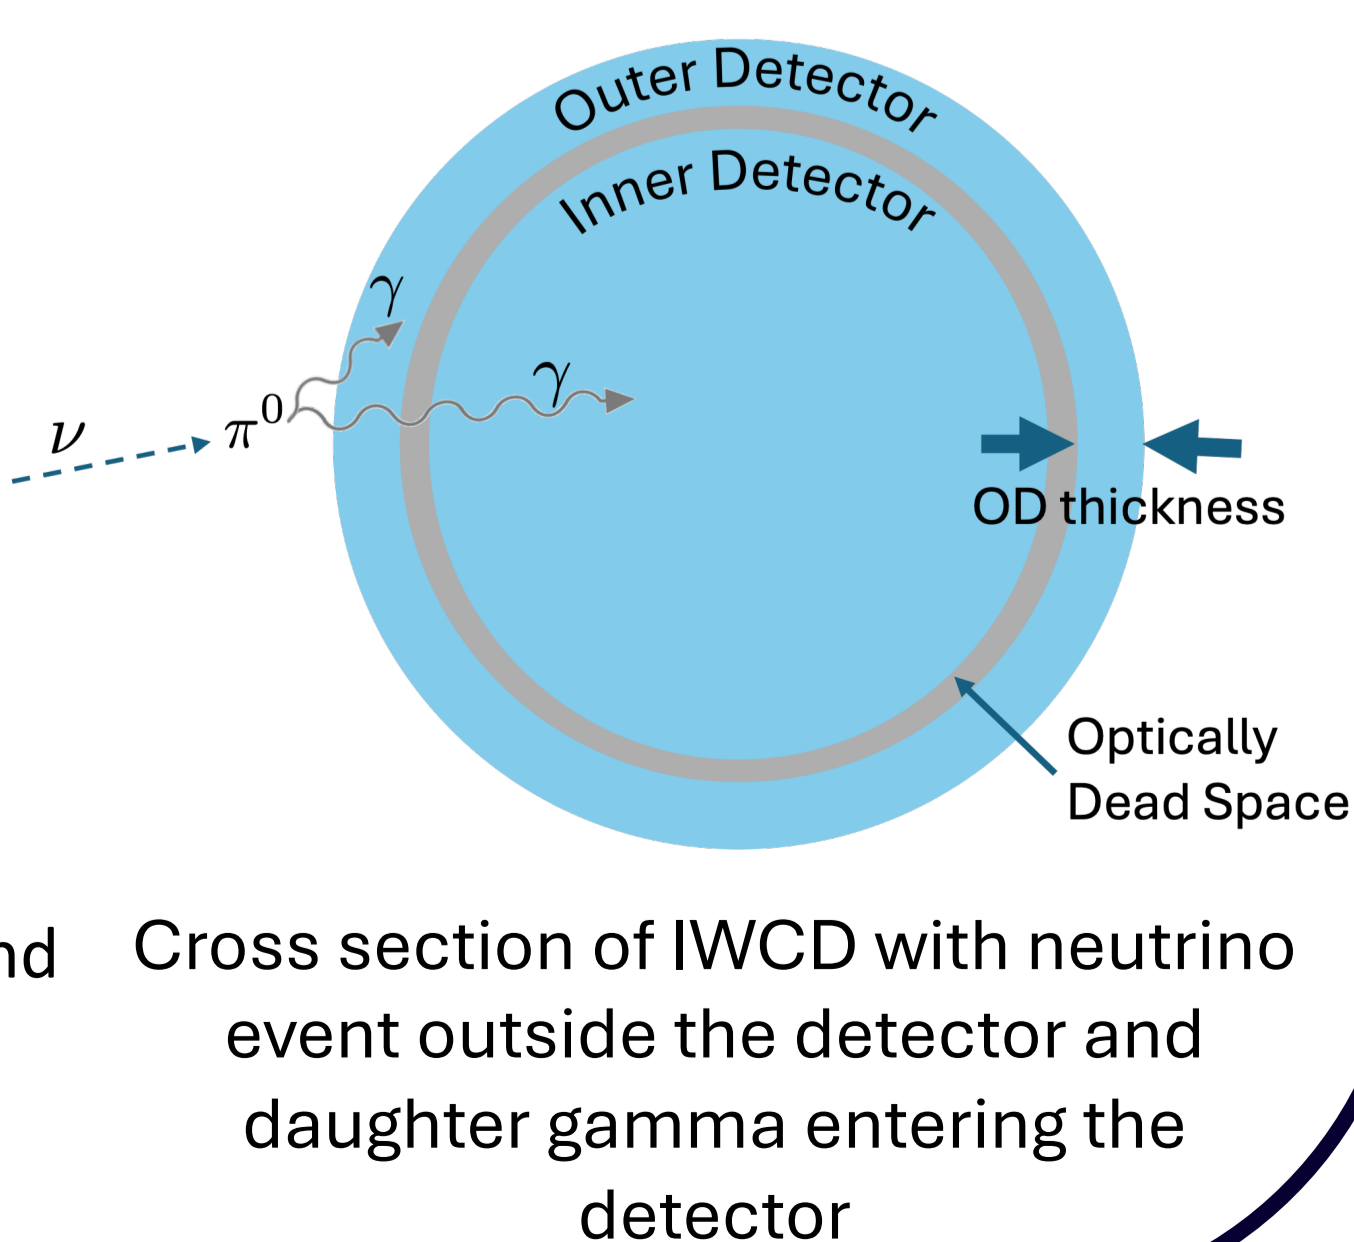 Outer Detector
Inner Detector
γ
γ
ν
π⁰
OD thickness
Optically
Dead Space
nd
Cross section of IWCD with neutrino
event outside the detector and
daughter gamma entering the
detector